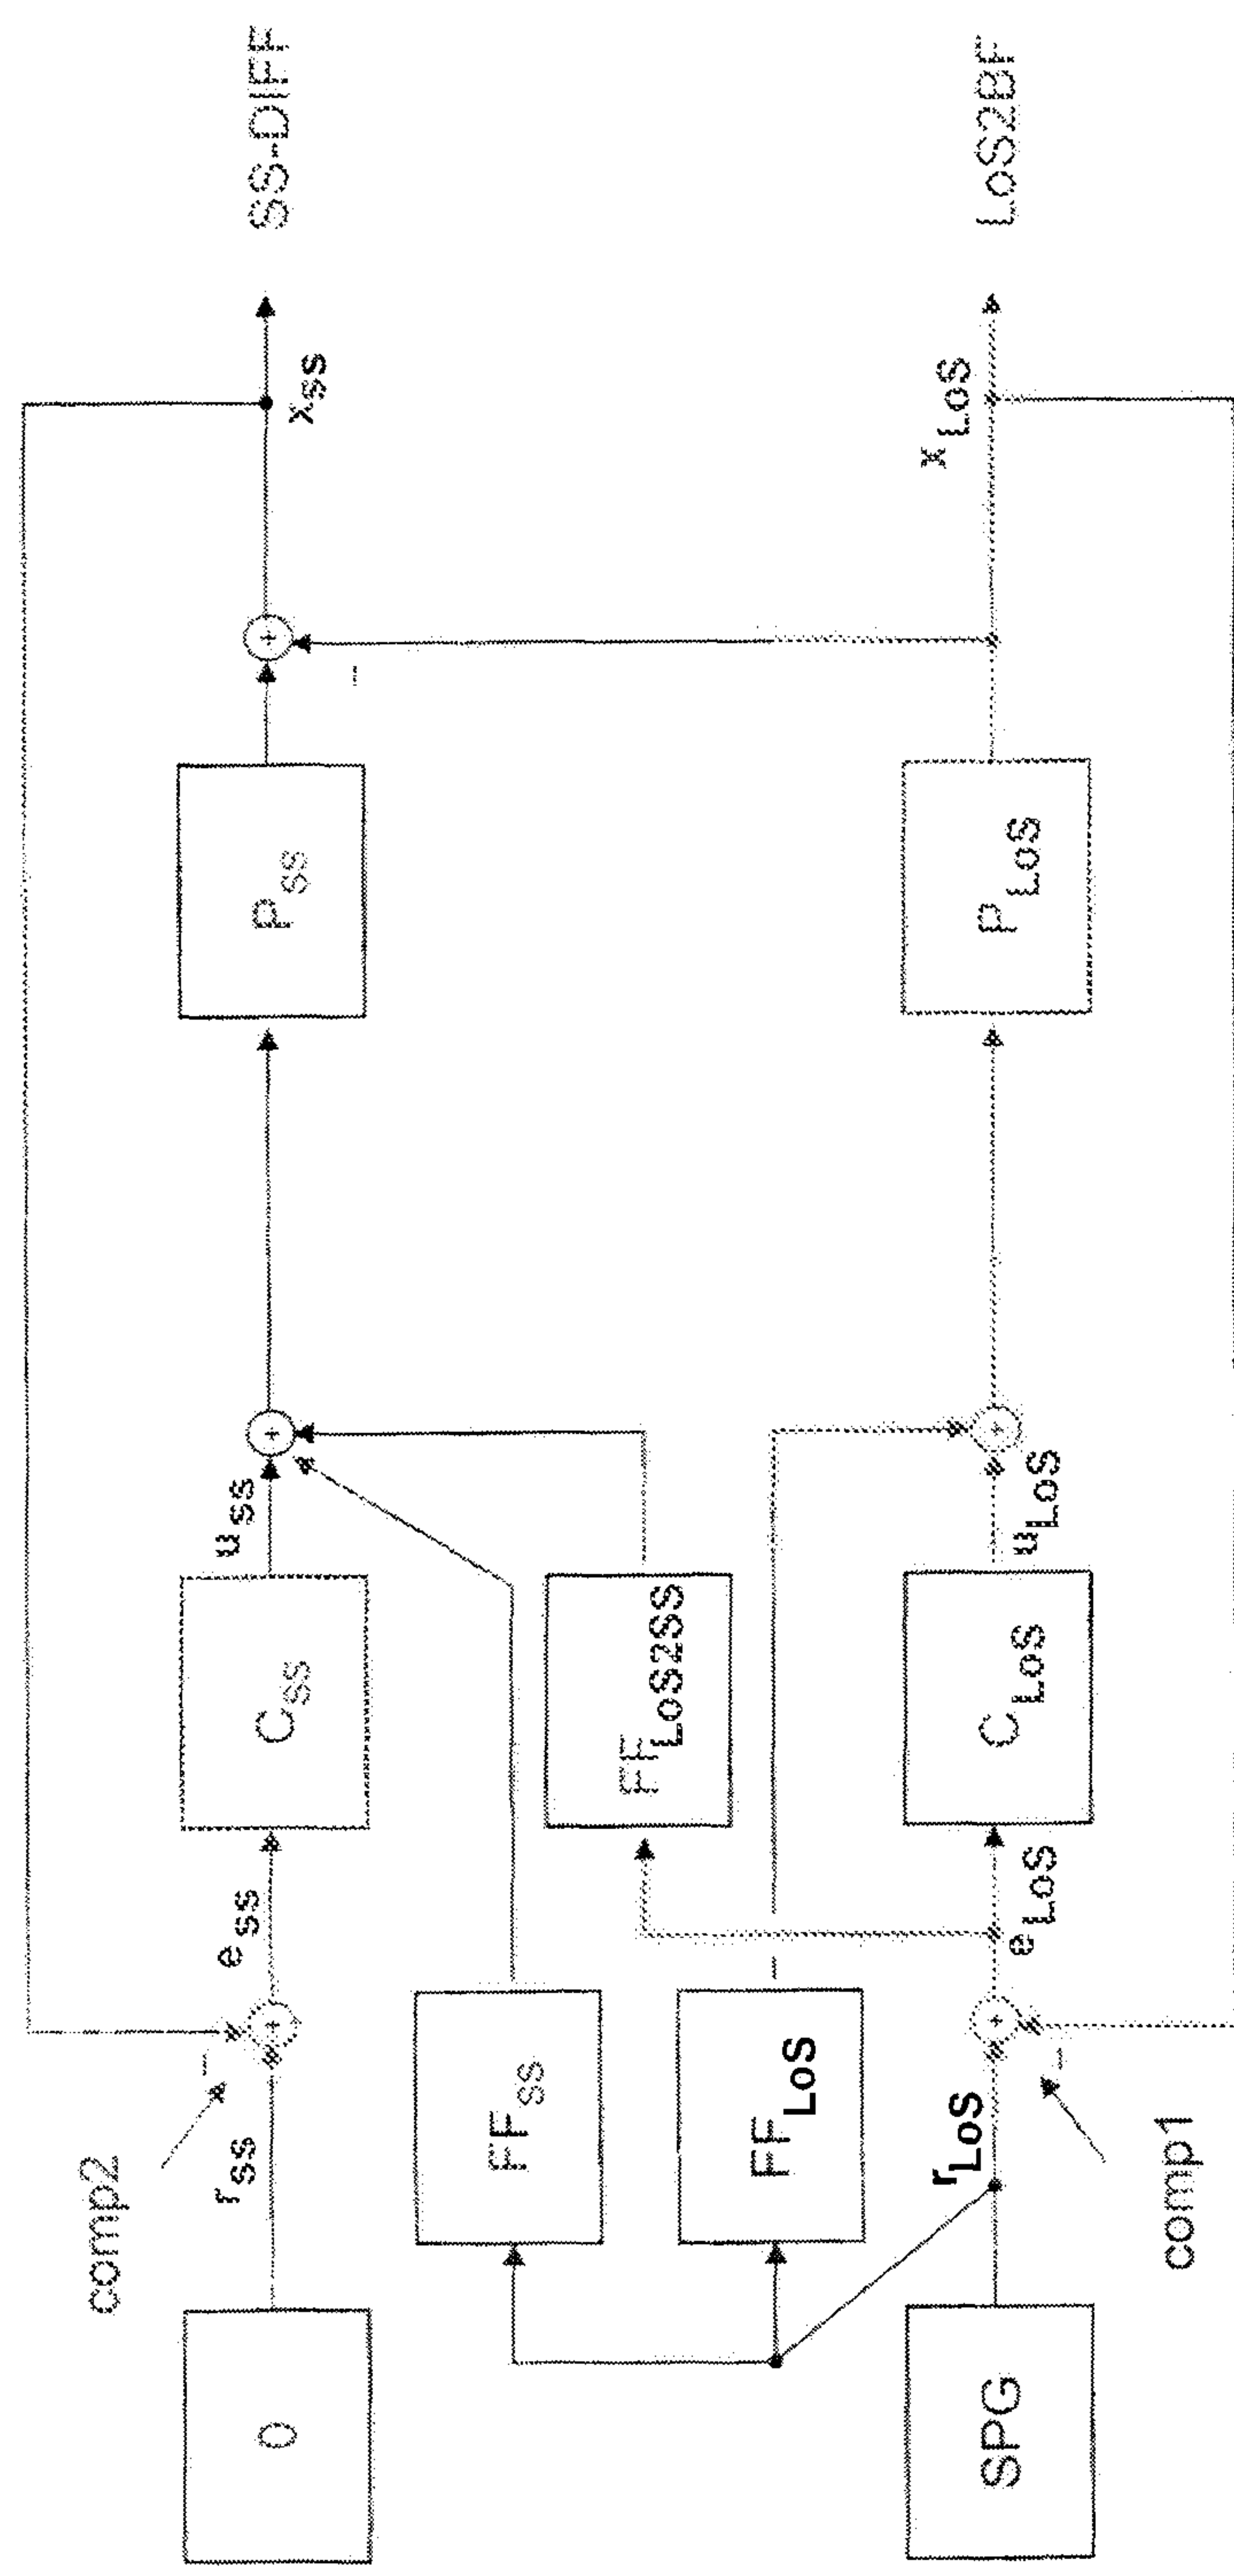 comp2
0
r_ss
-
+
e_ss
C_ss
u_ss
+
P_ss
+
-
x_ss
SS-DIFF
FF_ss
FF_LoS2SS
FF_LoS
SPG
r_LoS
comp1
-
+
e_LoS
C_LoS
u_LoS
+
P_LoS
x_LoS
LoS2BF